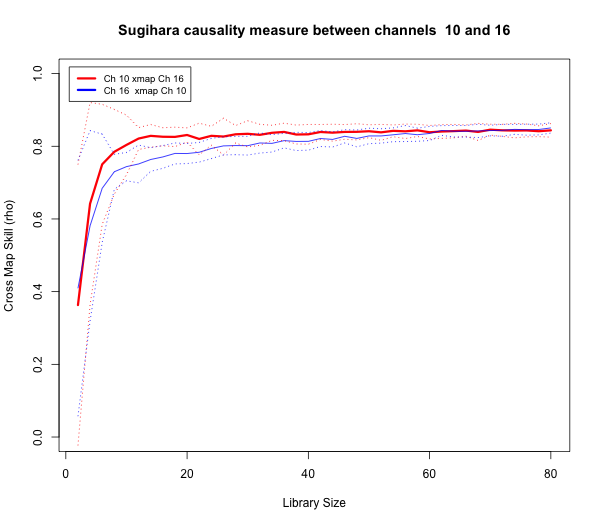 Sugihara causality measure between channels  10 and 16
Ch 10 xmap Ch 16
Ch 16  xmap Ch 10
1.0
0.8
0.6
0.4
0.2
0.0
Cross Map Skill (rho)
0 20 40 60 80
Library Size